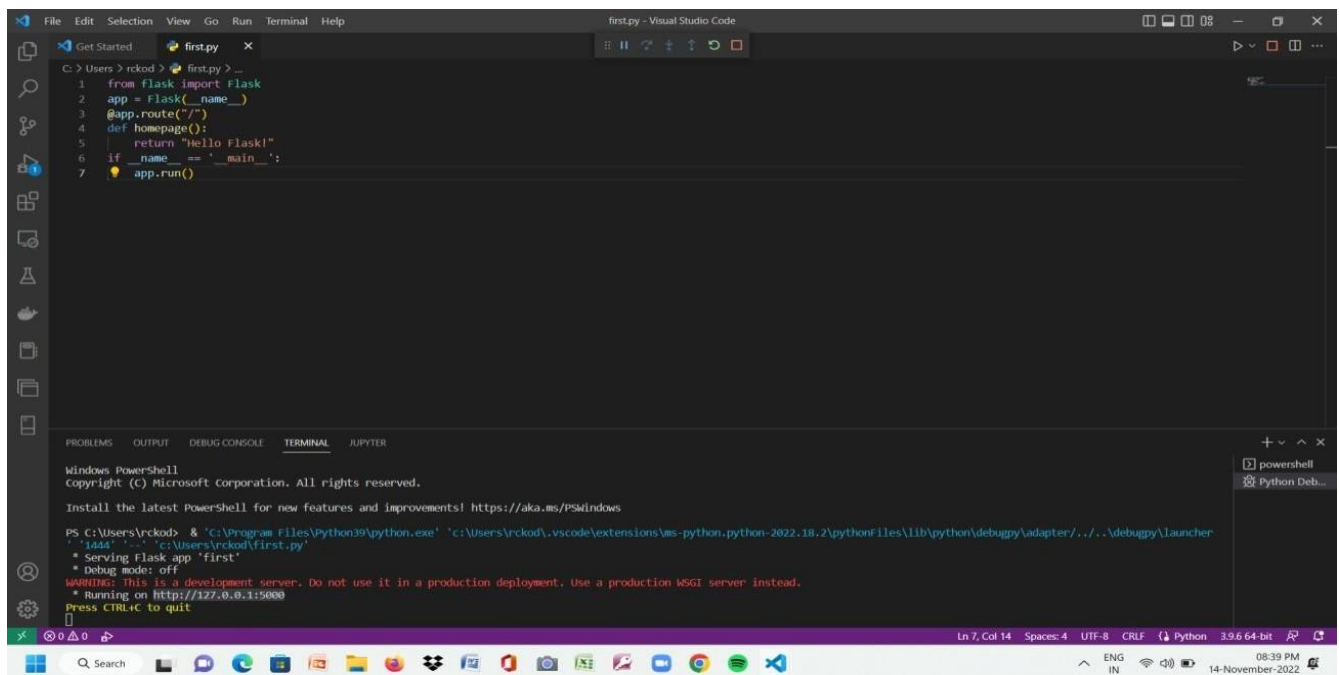 File Edit Selection View Go Run Terminal Help
first.py - Visual Studio Code
Get Started
first.py
C: > Users > rckod > first.py > ...
1 from flask import Flask
2 app = Flask(__name__)
3 @app.route("/")
4 def homepage():
5 return "Hello Flask!"
6 if __name__ == '__main__':
7 app.run()
PROBLEMS OUTPUT DEBUG CONSOLE TERMINAL JUPYTER
powershell
Python Deb...
Windows PowerShell
Copyright (C) Microsoft Corporation. All rights reserved.
Install the latest PowerShell for new features and improvements! https://aka.ms/PSWindows
PS C:\Users\rckod> & 'C:\Program Files\Python39\python.exe' 'c:\Users\rckod\.vscode\extensions\ms-python.python-2022.18.2\pythonFiles\lib\python\debugpy\adapter/../..\debugpy\launcher
' '1444' '--' 'c:\Users\rckod\first.py'
* Serving Flask app 'first'
* Debug mode: off
WARNING: This is a development server. Do not use it in a production deployment. Use a production WSGI server instead.
* Running on http://127.0.0.1:5000
Press CTRL+C to quit
0 0
Ln 7, Col 14 Spaces: 4 UTF-8 CRLF Python 3.9.6 64-bit
Search
ENG
IN
08:39 PM
14-November-2022